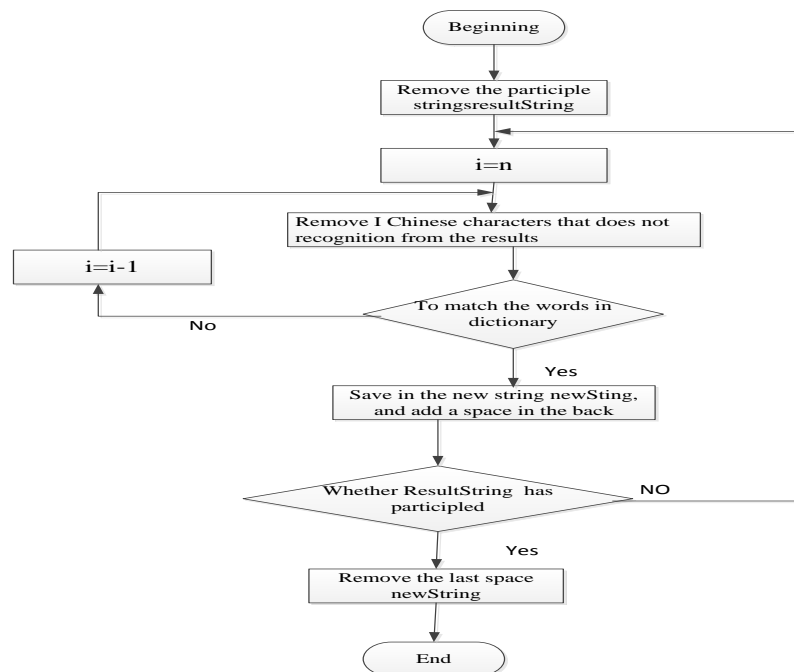 Beginning
Remove the participle
stringsresultString
i=n
Remove I Chinese characters that does not
recognition from the results
i=i-1
To match the words in
dictionary
No
Yes
Save in the new string newSting,
and add a space in the back
Whether ResultString has
participled
NO
Yes
Remove the last space
newString
End